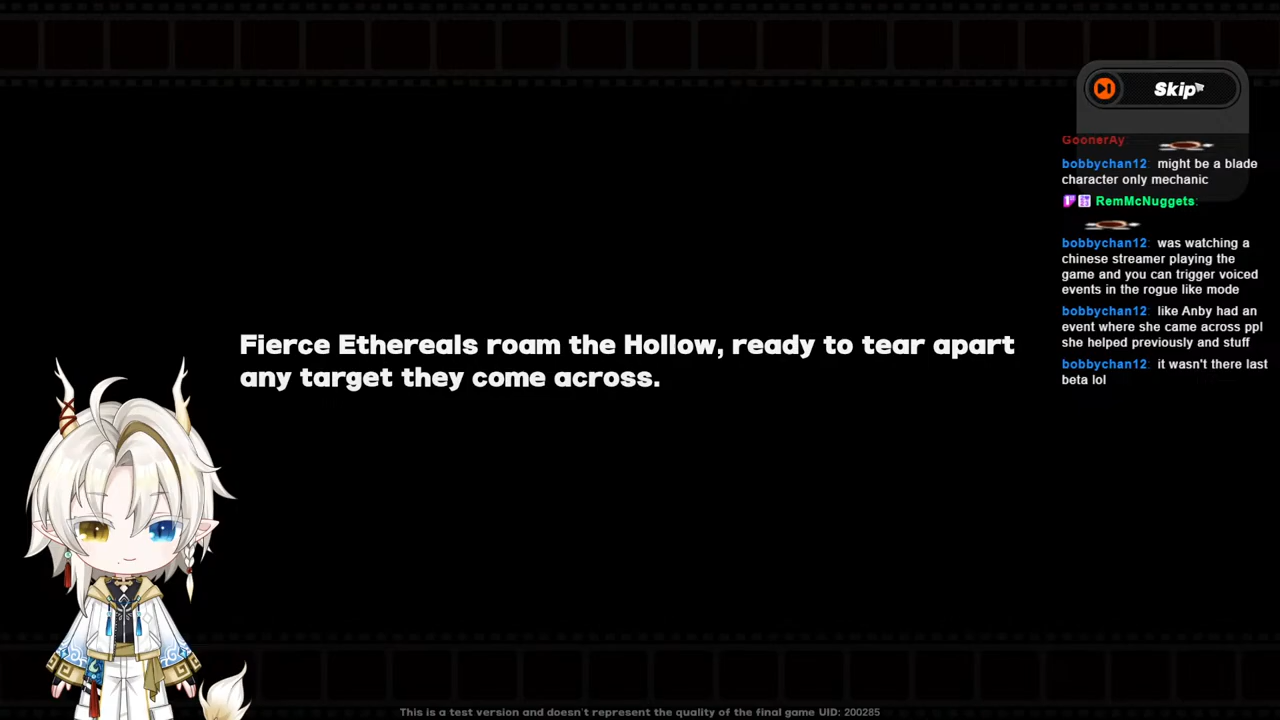 Skip
GoonerAy
bobbychan12: might be a blade
character only mechanic
RemMcNuggets:
bobbychan12: was watching a
chinese streamer playing the
game and you can trigger voiced
events in the rogue like mode
bobbychan12: like Anby had an
event where she came across ppl
she helped previously and stuff
bobbychan12: it wasn't there last
beta lol
Fierce Ethereals roam the Hollow, ready to tear apart
any target they come across.
This is a test version and doesn't represent the quality of the final game UID: 200285